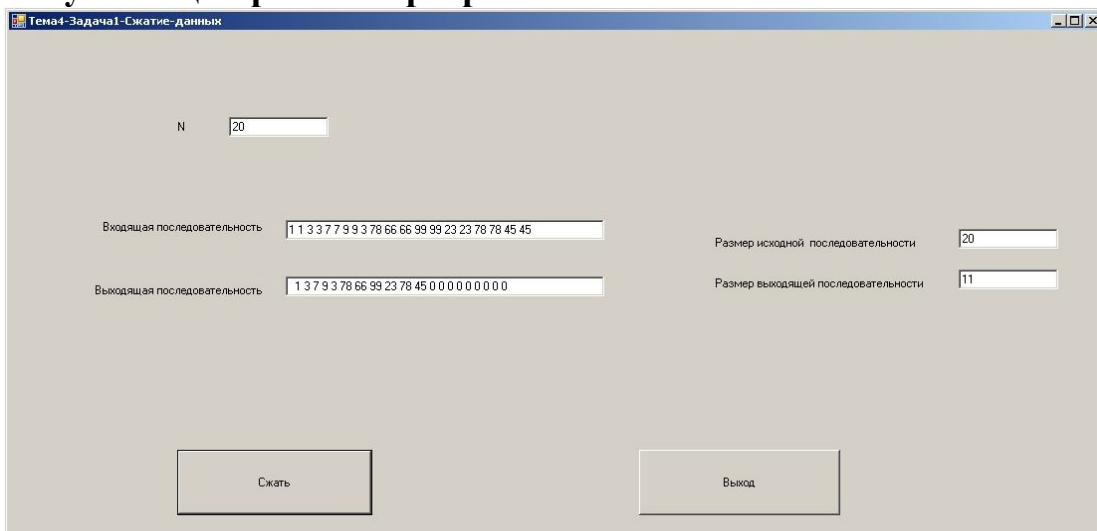 Тема4-Задача1-Сжатие-данных
N 20
Входящая последовательность 1 1 3 3 7 7 9 9 3 78 66 66 99 99 23 23 78 78 45 45
Размер исходной последовательности 20
Выходящая последовательность 1 3 7 9 3 78 66 99 23 78 45 0 0 0 0 0 0 0 0 0
Размер выходящей последовательности 11
Сжать Выход